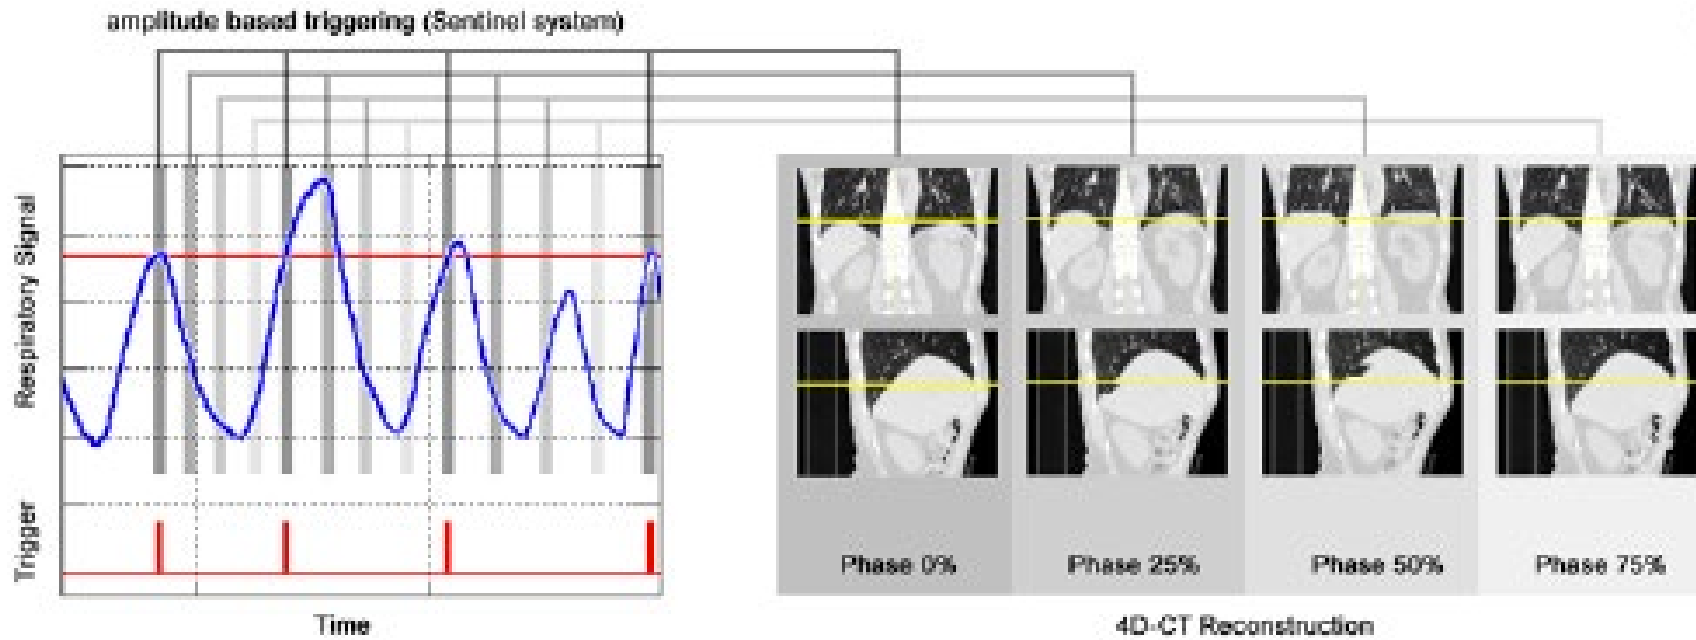 amplitude based triggering (Sentinel system)
Respiratory Signal
Trigger
Time
Phase 0%
Phase 25%
Phase 50%
Phase 75%
4D-CT Reconstruction